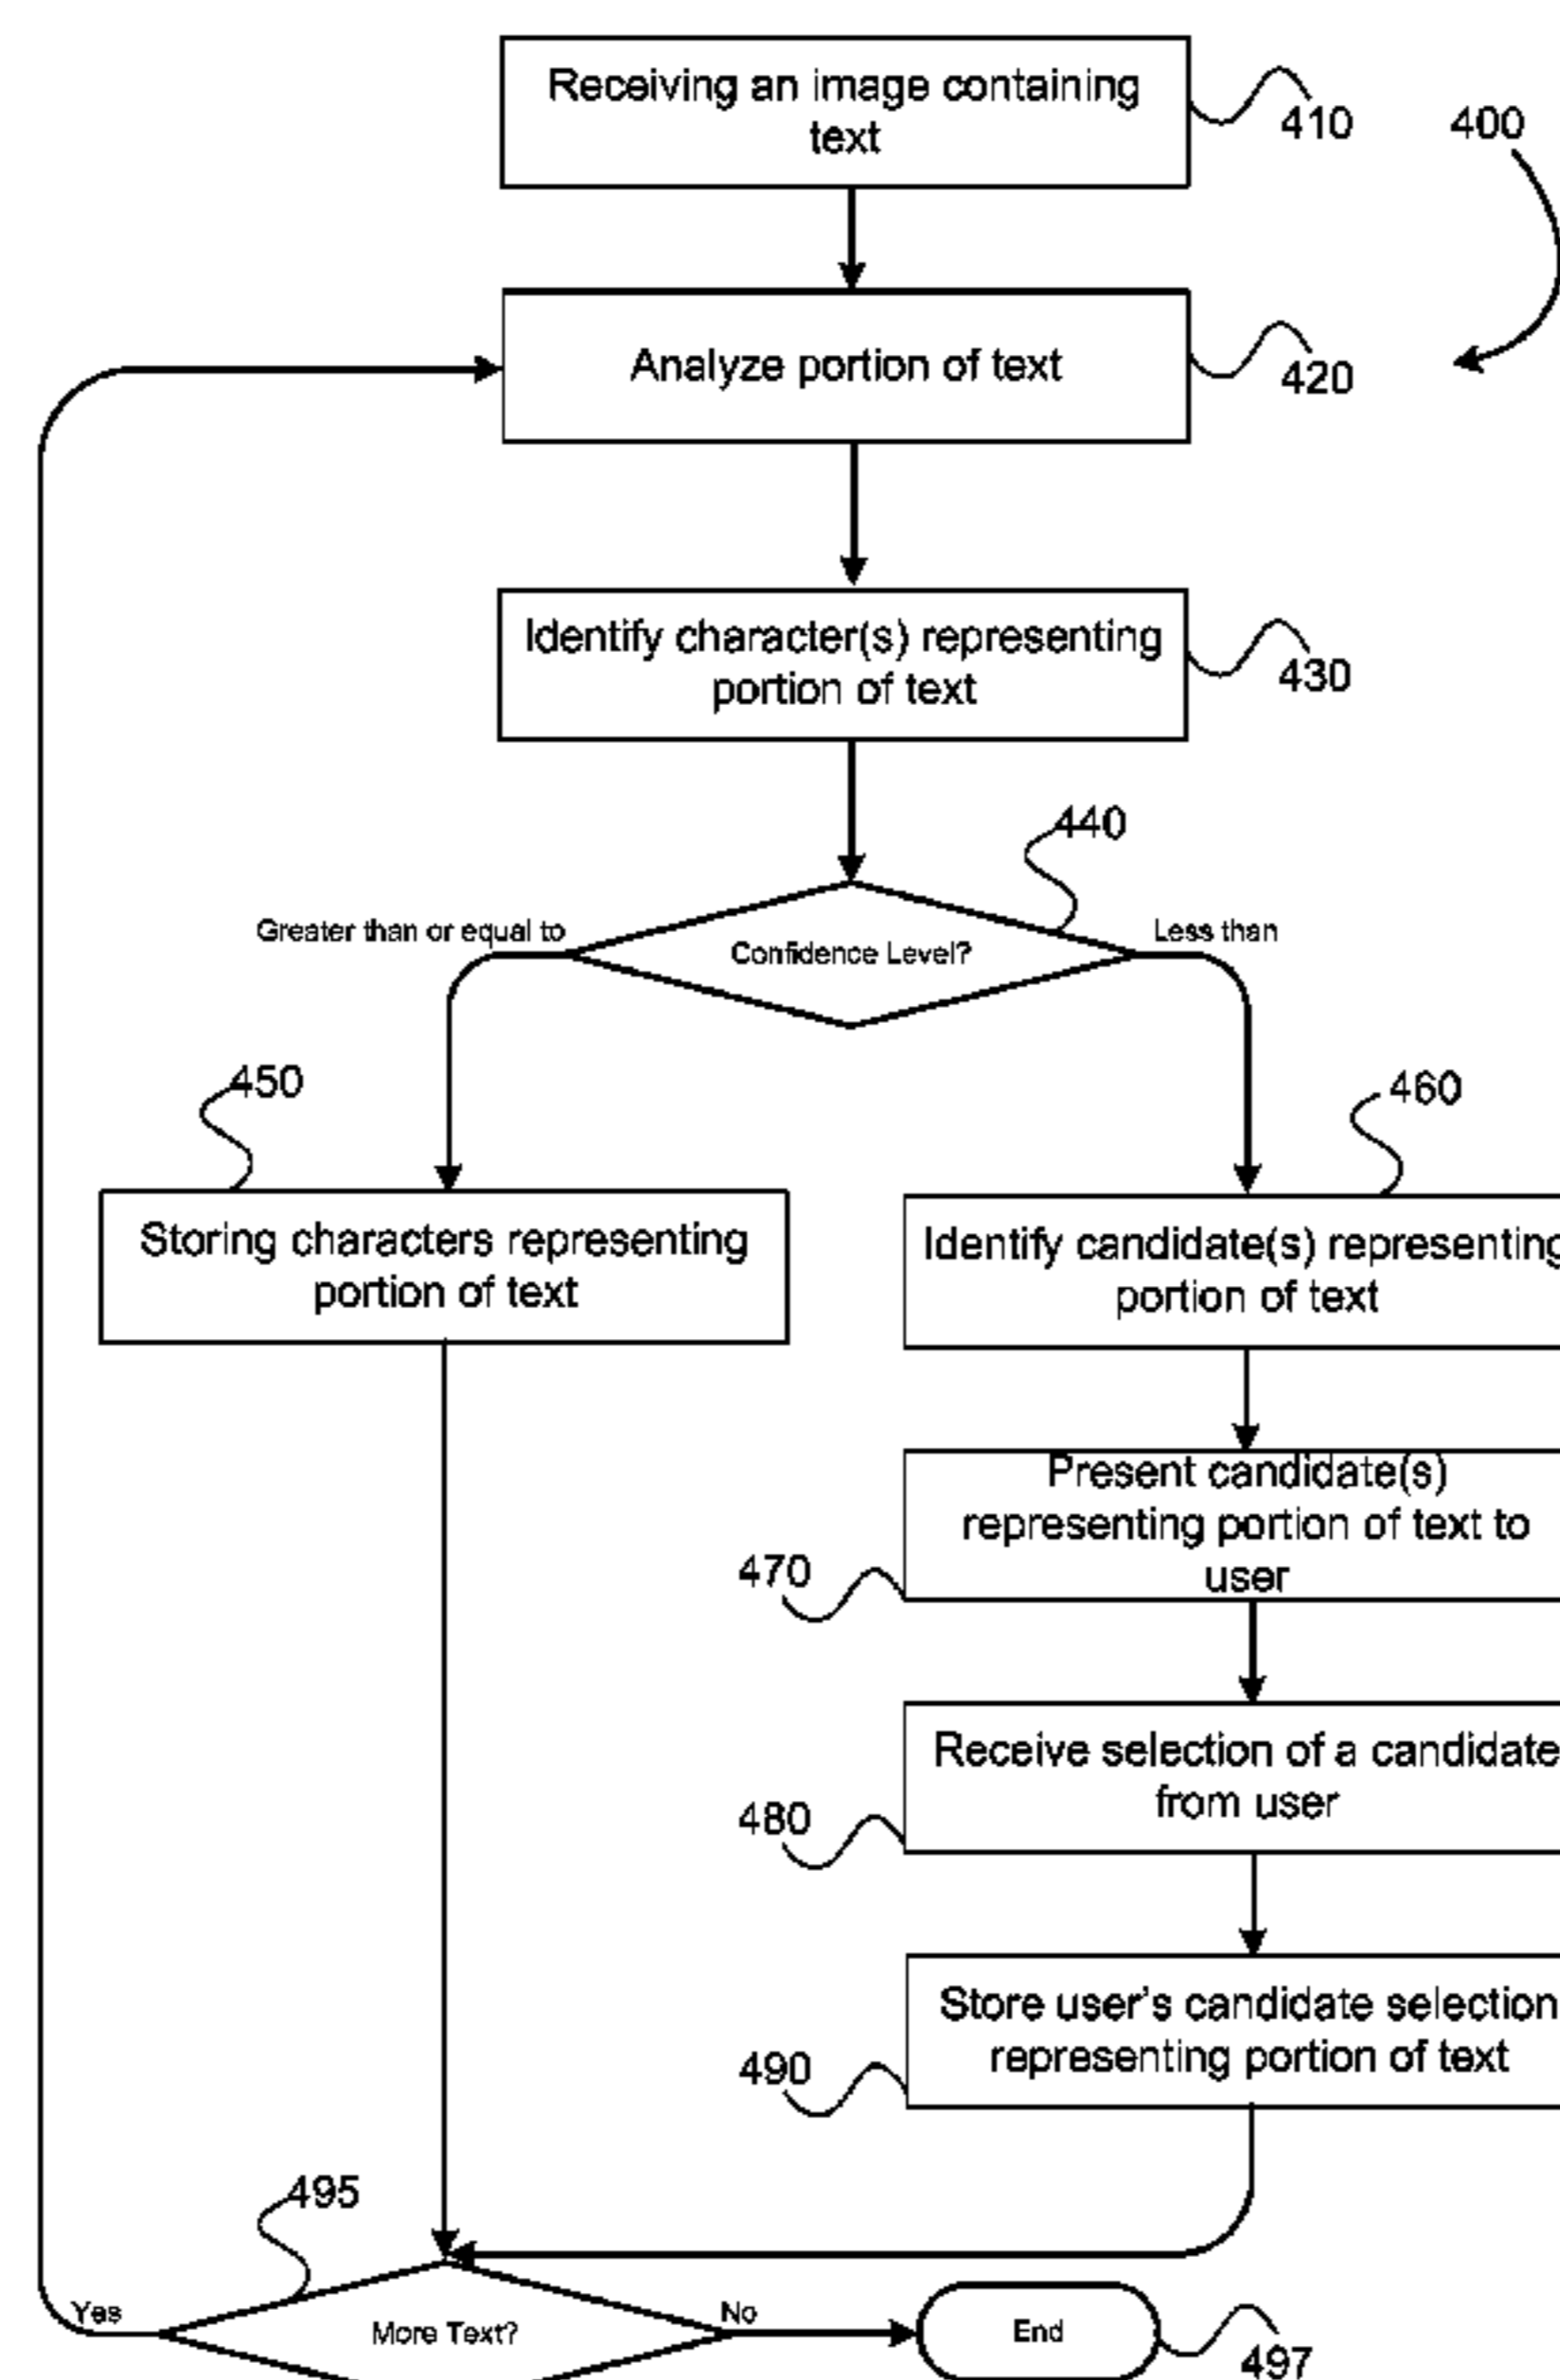 Receiving an image containing
text
410
400
Analyze portion of text
420
Identify character(s) representing
portion of text
430
440
Greater than or equal to
Confidence Level?
Less than
450
Storing characters representing
portion of text
460
Identify candidate(s) representing
portion of text
Present candidate(s)
representing portion of text to
user
470
Receive selection of a candidate
from user
480
Store user's candidate selection
representing portion of text
490
495
Yes
More Text?
No
End
497